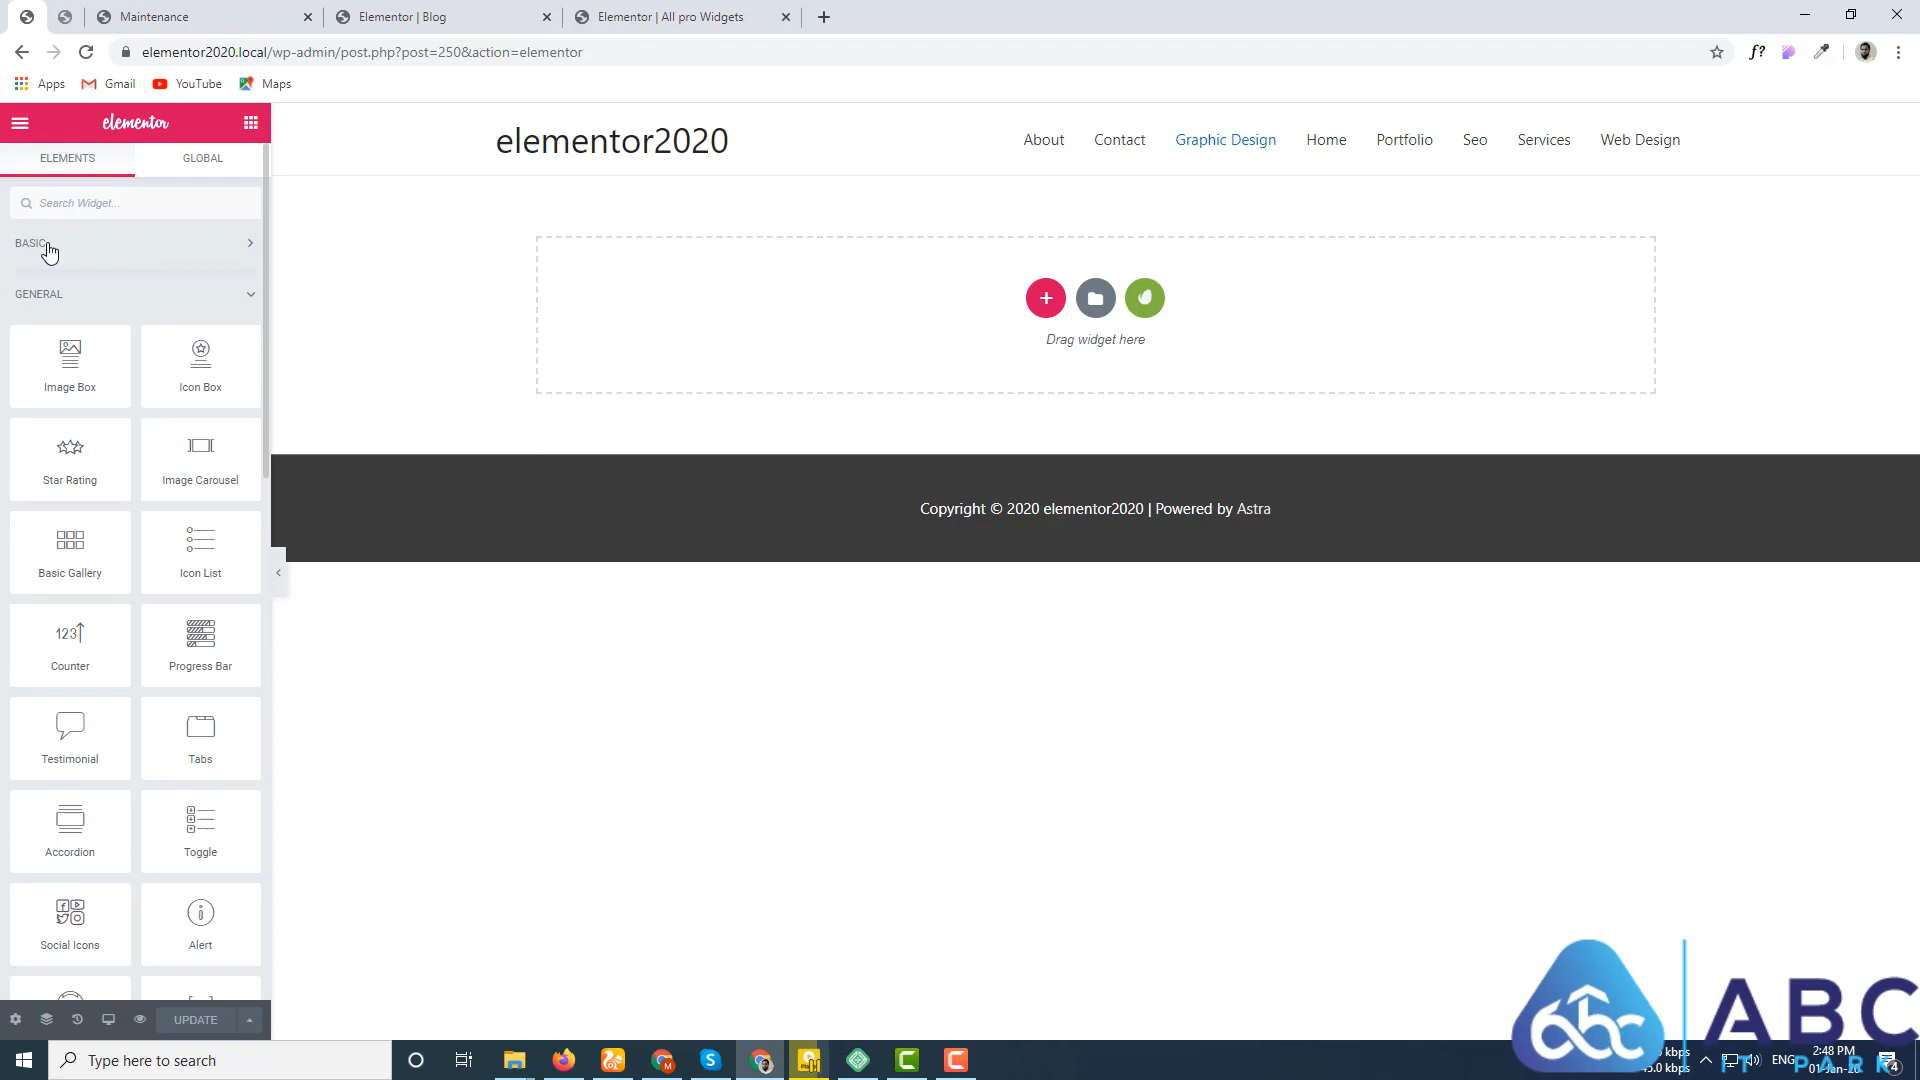 Maintenance
Elementor | Blog
Elementor | All pro Widgets
elementor2020.local/wp-admin/post.php?post=250&action=elementor
f?
Apps
Gmail
YouTube
Maps
elementor
ELEMENTS
GLOBAL
Search Widget...
BASIC
GENERAL
Image Box
Icon Box
Star Rating
Image Carousel
Basic Gallery
Icon List
123
Counter
Progress Bar
Testimonial
Tabs
Accordion
Toggle
Social Icons
Alert
UPDATE
elementor2020
About
Contact
Graphic Design
Home
Portfolio
Seo
Services
Web Design
Drag widget here
Copyright © 2020 elementor2020 | Powered by Astra
abc
ABC
IT PARK
Type here to search
kbps
kbps
ENG
2:48 PM
4